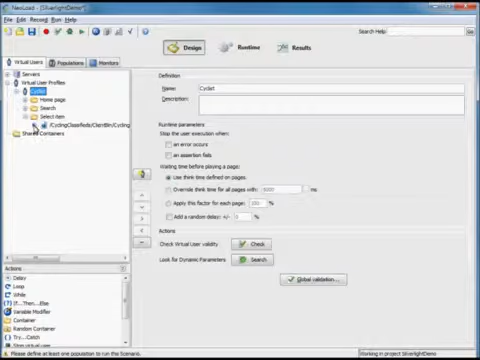 NeoLoad - [SilverlightDemo*]
File Edit Record Run Help
Search Help
Design
Runtime
Results
Virtual Users
Populations
Monitors
Servers
Virtual User Profiles
Cyclist
Home page
Search
Select item
/CyclingClassifieds/ClientBin/Cycling
Shared Containers
Definition
Name:
Cyclist
Description:
Runtime parameters
Stop the user execution when:
an error occurs
an assertion fails
Waiting time before playing a page:
Use think time defined on pages
Override think time for all pages with:
ms
Apply this factor for each page:
%
Add a random delay: +/-
%
Actions
Check Virtual User validity
Check
Look for Dynamic Parameters
Search
Global validation...
Actions
Delay
Loop
While
If...Then...Else
Variable Modifier
Container
Random Container
Try...Catch
Stop virtual user
Please define at least one population to run the Scenario.
Working in project SilverlightDemo